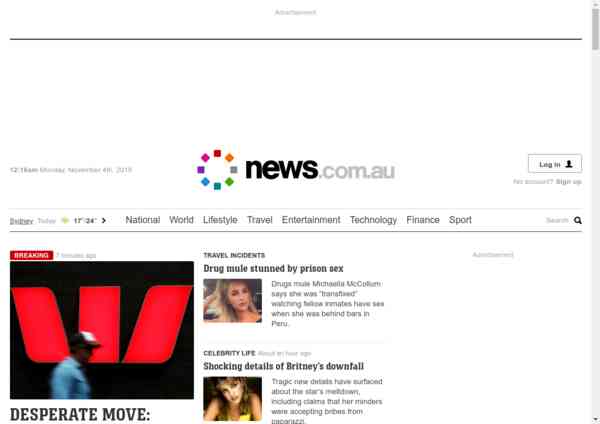 Advertisement
12:16am Monday, November 4th, 2019
news.com.au
Log in
No account? Sign up
Sydney Today 17°/24°
National World Lifestyle Travel Entertainment Technology Finance Sport
Search
BREAKING 7 minutes ago
DESPERATE MOVE:
TRAVEL INCIDENTS
Drug mule stunned by prison sex
Drugs mule Michaella McCollum
says she was "transfixed"
watching fellow inmates have sex
when she was behind bars in
Peru.
CELEBRITY LIFE About an hour ago
Shocking details of Britney's downfall
Tragic new details have surfaced
about the star's meltdown,
including claims that her minders
were accepting bribes from
paparazzi.
Advertisement